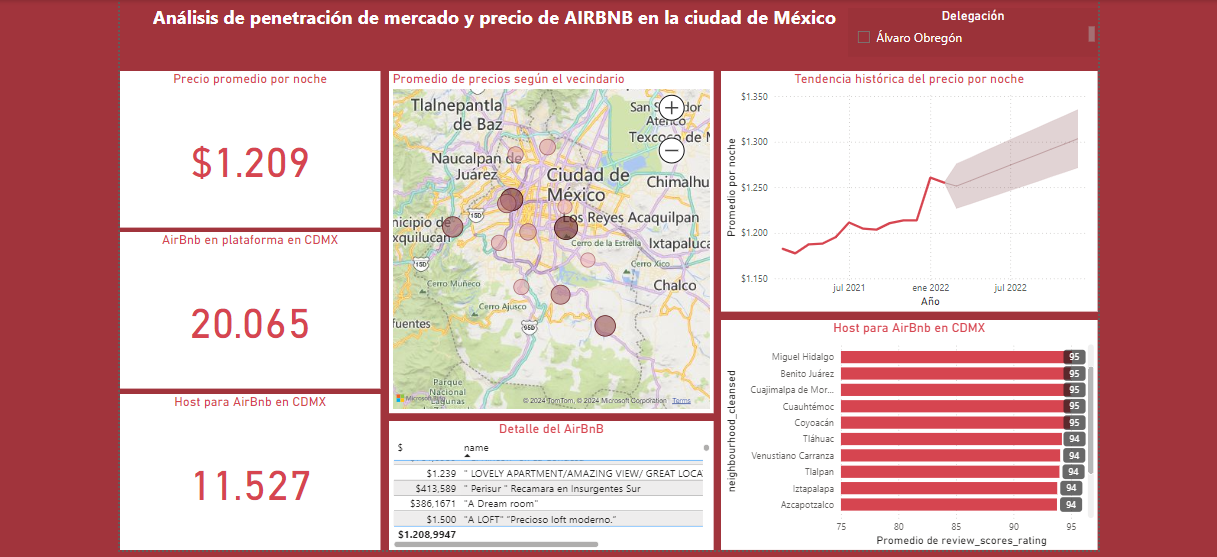 Análisis de penetración de mercado y precio de AIRBNB en la ciudad de México
Delegación
Álvaro Obregón
Precio promedio por noche
$1.209
AirBnb en plataforma en CDMX
20.065
Host para AirBnb en CDMX
11.527
Promedio de precios según el vecindario
Tlalnepantla
de Baz
San S
dor
Atenco
Texcoco de M
Naucalpan de
Juárez
Ciudad de
México
Chimalhu
nicipio de
xquilucan
15D
Los Reyes Acaquilpan
Cerro de la Estrella
Ixtapaluca
15D
Cerro Xico
Cerro Muñeco
Chalco
Cerro Ajusco
fuentes
95D
Parque
Nacional
Lagunas
© 2024 TomTom, © 2024 Microsoft Corporation Terms
Detalle del AirBnB
$ name
$1.239 " LOVELY APARTMENT/AMAZING VIEW/ GREAT LOCA
$413,589 " Perisur " Recamara en Insurgentes Sur
$386,1671 "A Dream room"
$1.500 "A LOFT" "Precioso loft moderno."
$1.208,9947
Tendencia histórica del precio por noche
Promedio por noche
$1.350
$1.300
$1.250
$1.200
$1.150
jul 2021 ene 2022 jul 2022
Año
Host para AirBnb en CDMX
neighbourhood_cleansed
Miguel Hidalgo 95
Benito Juárez 95
Cuajimalpa de Mor... 95
Cuauhtémoc 95
Coyoacán 95
Tláhuac 94
Venustiano Carranza 94
Tlalpan 94
Iztapalapa 94
Azcapotzalco 94
75 80 85 90 95
Promedio de review_scores_rating